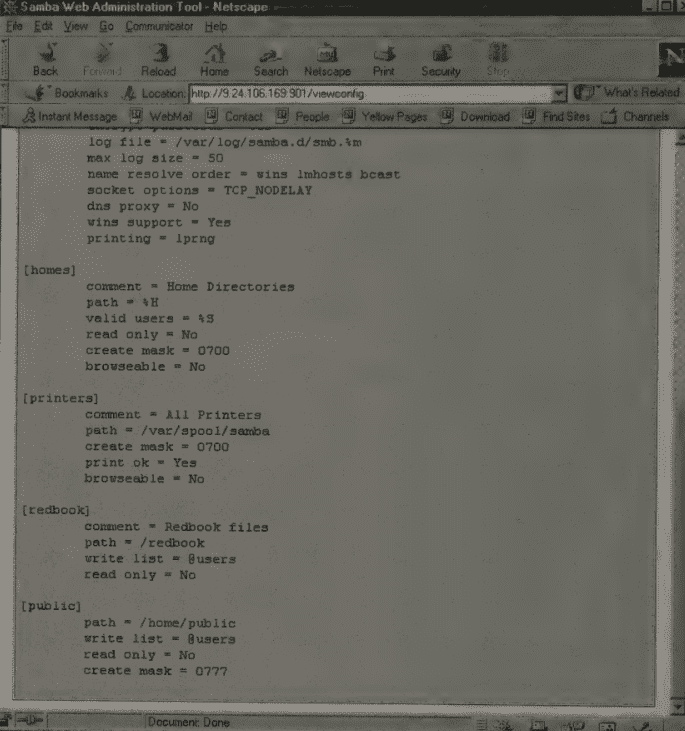 Samba Web Administration Tool - Netscape
File Edit View Go Communicator Help
Back Forward Reload Home Search Netscape Print Security Stop
Bookmarks Location: http://9.24.106.169:901/viewconfig What's Related
Instant Message WebMail Contact People Yellow Pages Download Find Sites Channels
log file = /var/log/samba.d/smb.%m
max log size = 50
name resolve order = wins lmhosts bcast
socket options = TCP_NODELAY
dns proxy = No
wins support = Yes
printing = lprng
[homes]
comment = Home Directories
path = %H
valid users = %S
read only = No
create mask = 0700
browseable = No
[printers]
comment = All Printers
path = /var/spool/samba
create mask = 0700
print ok = Yes
browseable = No
[redbook]
comment = Redbook files
path = /redbook
write list = @users
read only = No
[public]
path = /home/public
write list = @users
read only = No
create mask = 0777
Document: Done